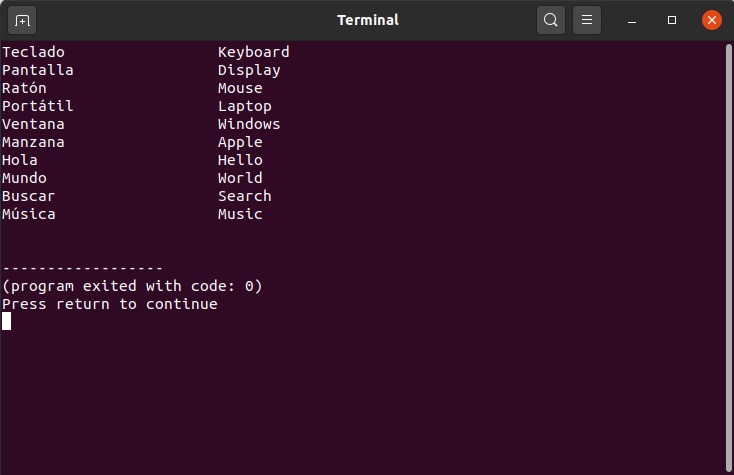 Terminal
Teclado Keyboard
Pantalla Display
Ratón Mouse
Portátil Laptop
Ventana Windows
Manzana Apple
Hola Hello
Mundo World
Buscar Search
Música Music
------------------
(program exited with code: 0)
Press return to continue